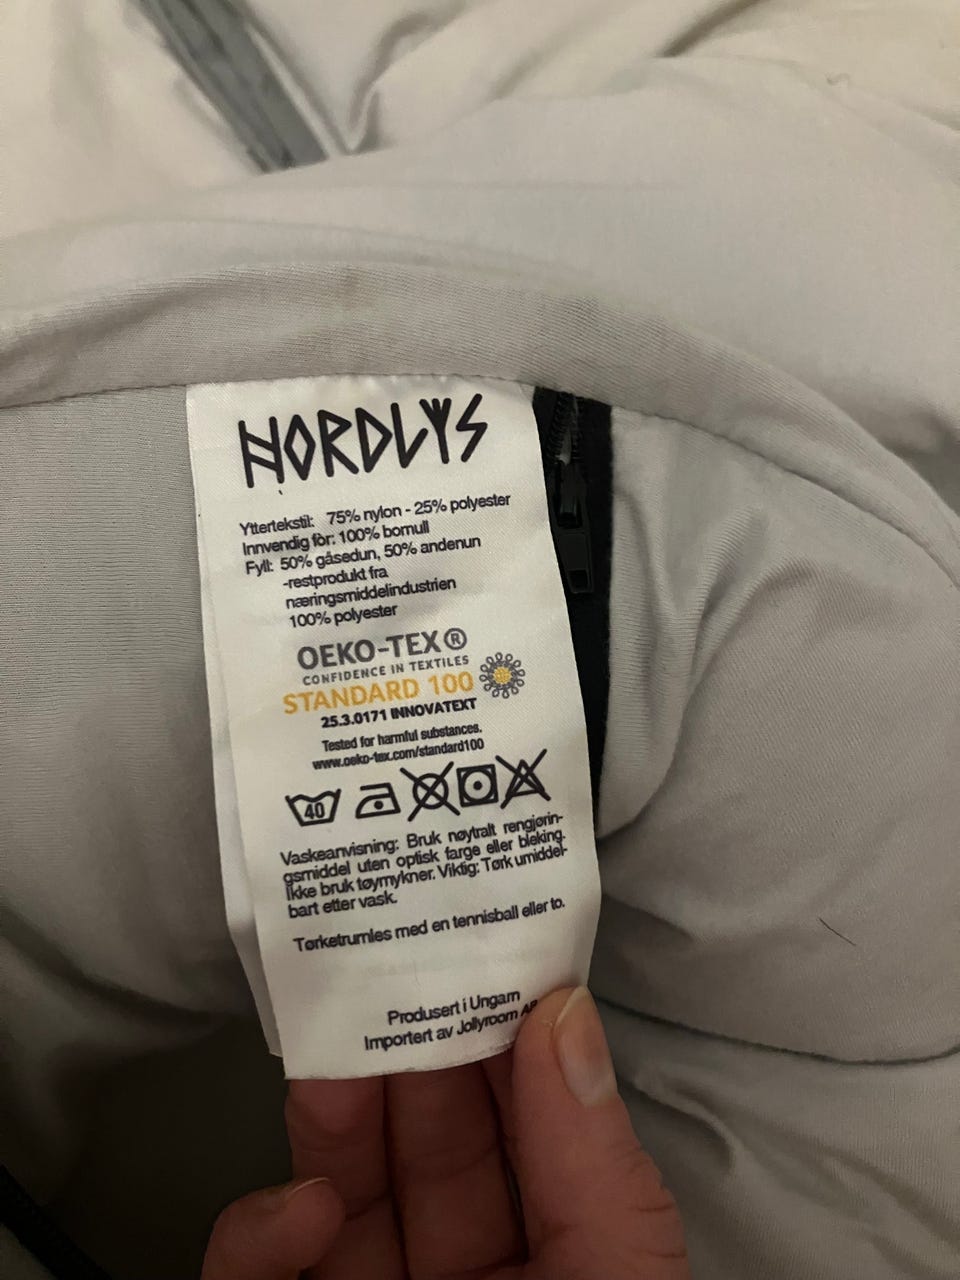 NORDLYS
Yttertekstil: 75% nylon - 25% polyester
Innvendig fòr: 100% bomull
Fyll: 50% gåsedun, 50% andenun
-restprodukt fra
næringsmiddelindustrien
100% polyester
OEKO-TEX®
CONFIDENCE IN TEXTILES
STANDARD 100
25.3.0171 INNOVATEXT
Tested for harmful substances.
www.oeko-tex.com/standard100
40
Vaskeanvisning: Bruk nøytralt rengjørin-
gsmiddel uten optisk farge eller bleking.
Ikke bruk tøymykner. Viktig: Tørk umiddel-
bart etter vask.
Tørketrumles med en tennisball eller to.
Produsert i Ungarn
Importert av Jollyroom AB